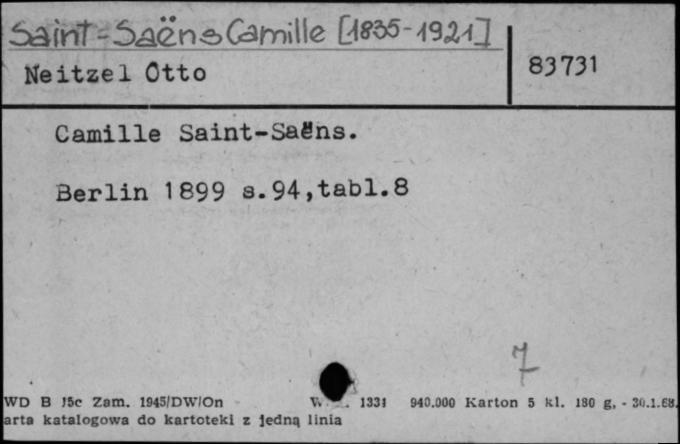 Saint-Saëns Camille [1835-1921]
Neitzel Otto
83731
Camille Saint-Saëns.
Berlin 1899 s.94,tabl.8
7
WD B 15c Zam. 1945/DW/On 1331 940.000 Karton 5 kl. 180 g. - 30.1.68.
arta katalogowa do kartoteki z jedną linia